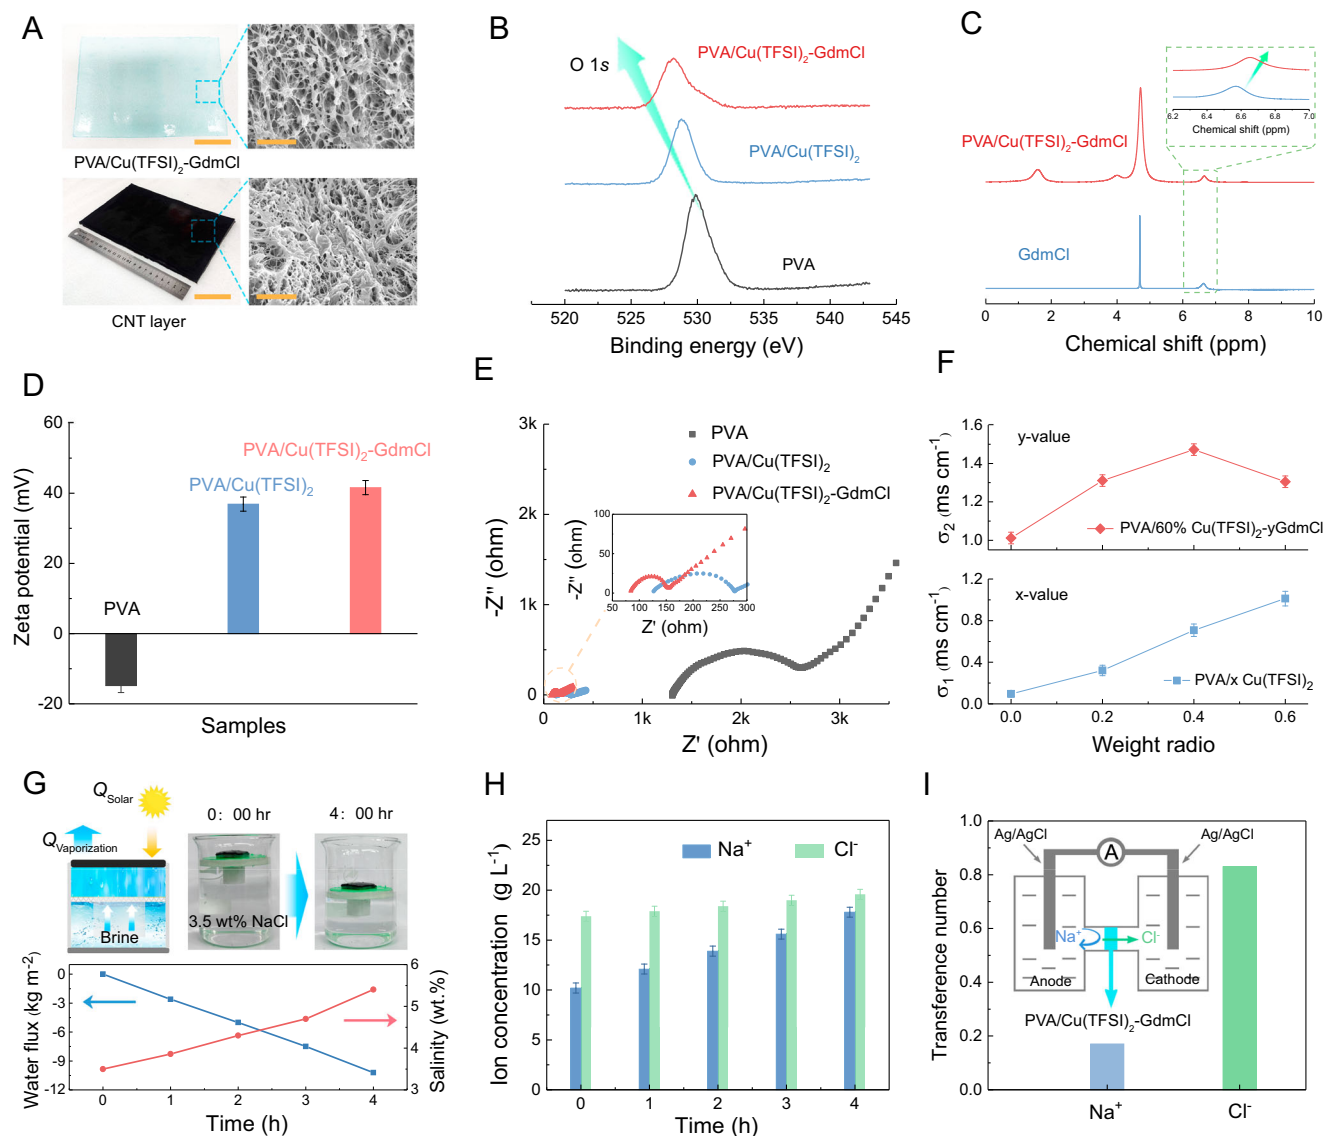 A
PVA/Cu(TFSI)2-GdmCl
CNT layer
B
O 1s
PVA/Cu(TFSI)2-GdmCl
PVA/Cu(TFSI)2
PVA
520 525 530 535 540 545
Binding energy (eV)
C
6.2 6.4 6.6 6.8 7.0
Chemical shift (ppm)
PVA/Cu(TFSI)2-GdmCl
GdmCl
0 2 4 6 8 10
Chemical shift (ppm)
D
Zeta potential (mV)
60
40
20
0
-20
PVA/Cu(TFSI)2-GdmCl
PVA/Cu(TFSI)2
PVA
Samples
E
-Z'' (ohm)
3k
2k
1k
0
PVA
PVA/Cu(TFSI)2
PVA/Cu(TFSI)2-GdmCl
-Z'' (ohm)
100
50
0
50 100 150 200 250 300
Z' (ohm)
0 1k 2k 3k
Z' (ohm)
F
σ2 (ms cm-1)
1.6
1.4
1.2
1.0
y-value
PVA/60% Cu(TFSI)2-yGdmCl
σ1 (ms cm-1)
1.2
0.8
0.4
0.0
x-value
PVA/x Cu(TFSI)2
0.0 0.2 0.4 0.6
Weight radio
G
QSolar
QVaporization
Brine
0: 00 hr
4: 00 hr
3.5 wt% NaCl
Water flux (kg m-2)
0
-3
-6
-9
-12
Salinity (wt.%)
6
5
4
3
0 1 2 3 4
Time (h)
H
Ion concentration (g L-1)
30
25
20
15
10
5
0
Na+ Cl-
0 1 2 3 4
Time (h)
I
Transference number
1.0
0.8
0.6
0.4
0.2
0.0
Ag/AgCl
Ag/AgCl
A
Na+
Cl-
Anode
Cathode
PVA/Cu(TFSI)2-GdmCl
Na+
Cl-